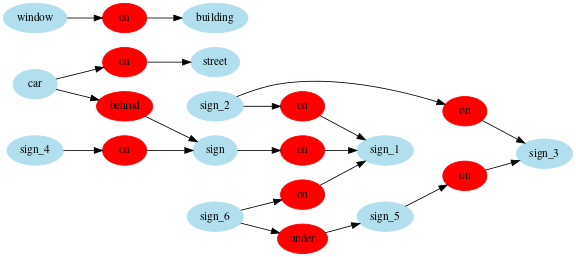 window on building
on street
car
behind
sign_2 on on
sign_4 on sign on sign_1 sign_3
on
on
sign_6 sign_5
under